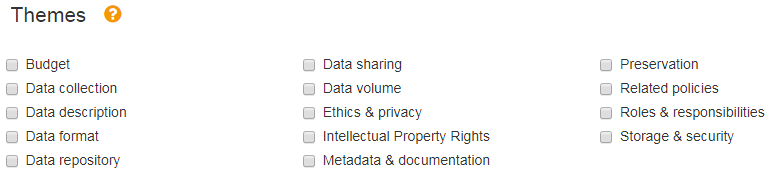 Themes ?
Budget
Data collection
Data description
Data format
Data repository
Data sharing
Data volume
Ethics & privacy
Intellectual Property Rights
Metadata & documentation
Preservation
Related policies
Roles & responsibilities
Storage & security